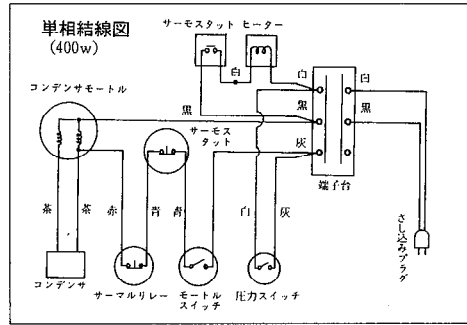 単相結線図
(400w)
サーモスタット ヒーター
白
白
白
コンデンサモートル
黒
黒
黒
サーモス
タット
灰
端子台
茶
茶
赤
青
青
白
灰
さし込みプラグ
コンデンサ
サーマルリレー
モートル
スイッチ
圧力スイッチ